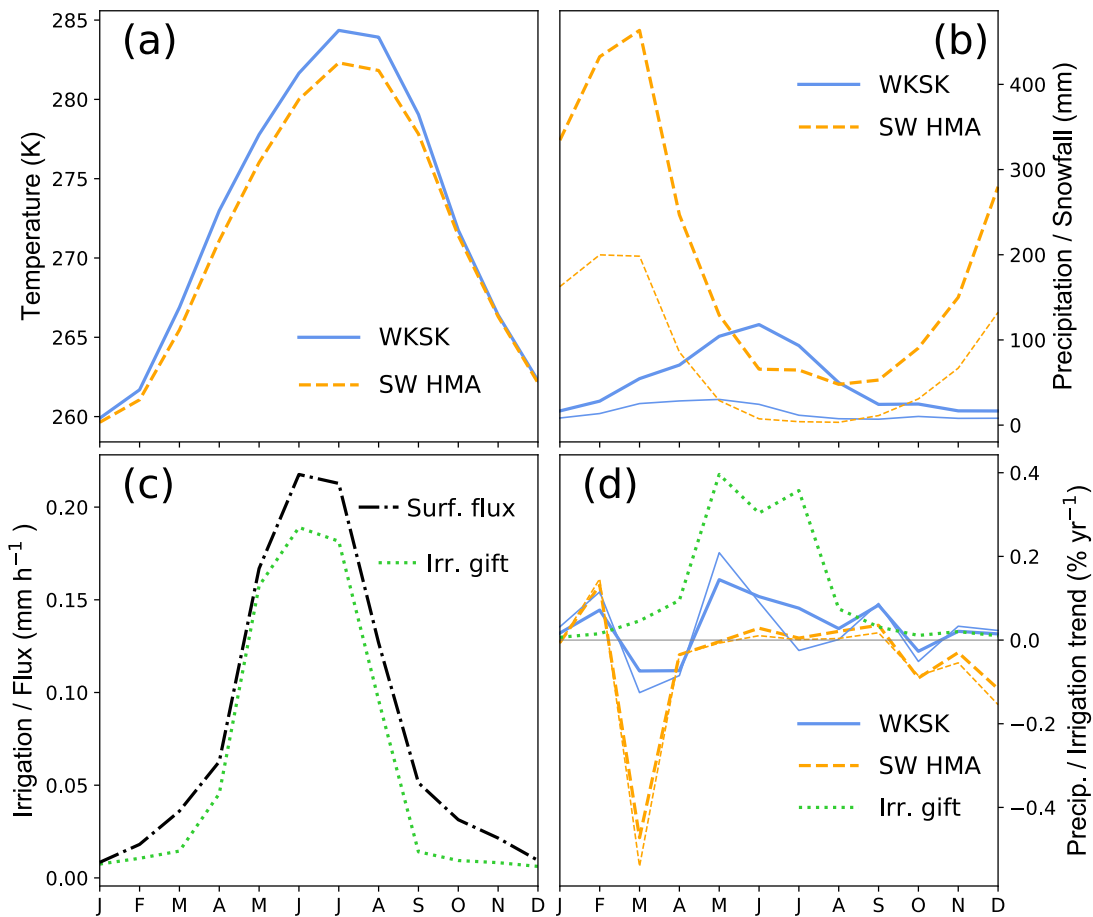 (a)
285
280
275
270
265
260
Temperature (K)
WKSK
SW HMA
(b)
WKSK
SW HMA
400
300
200
100
0
Precipitation / Snowfall (mm)
(c)
0.20
0.15
0.10
0.05
0.00
Irrigation / Flux (mm h⁻¹)
Surf. flux
Irr. gift
J F M A M J J A S O N D
(d)
0.4
0.2
0.0
−0.2
−0.4
Precip. / Irrigation trend (% yr⁻¹)
WKSK
SW HMA
Irr. gift
J F M A M J J A S O N D